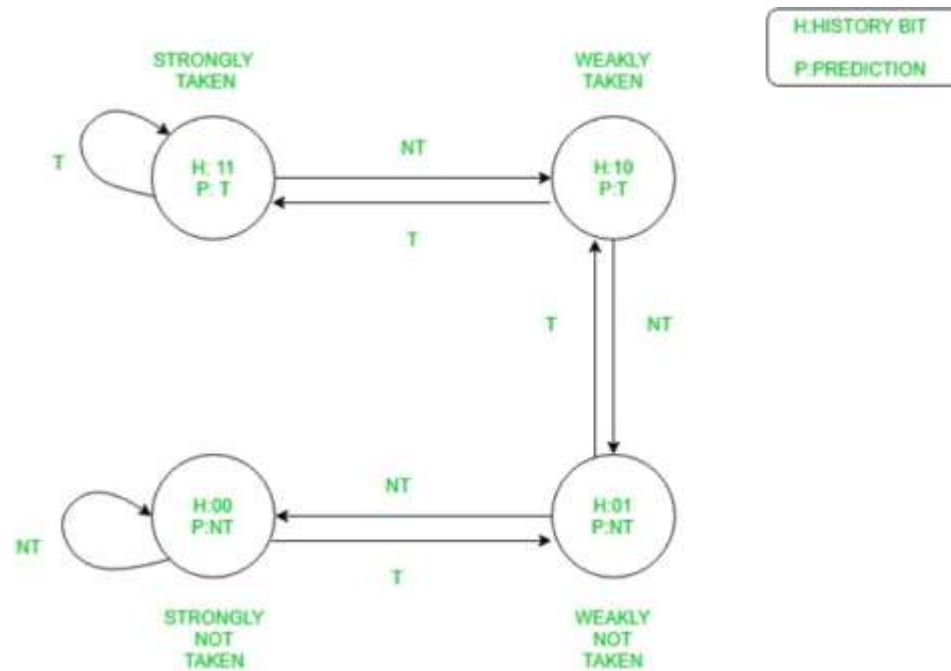 H:HISTORY BIT
P:PREDICTION
STRONGLY
TAKEN
WEAKLY
TAKEN
T
H: 11
P: T
NT
H:10
P:T
T
T
NT
H:00
P:NT
NT
H:01
P:NT
NT
T
STRONGLY
NOT
TAKEN
WEAKLY
NOT
TAKEN